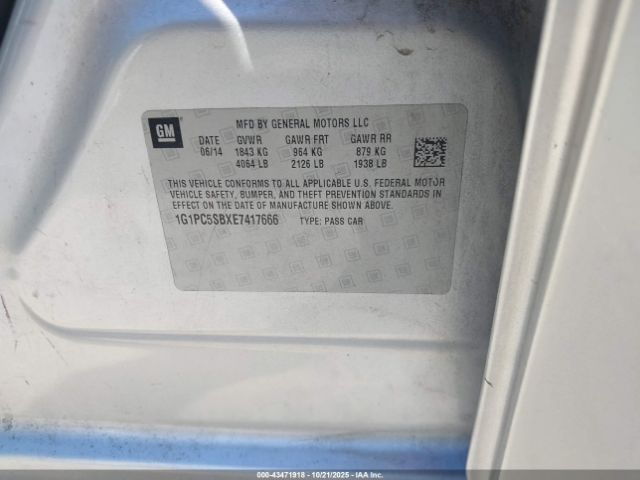 GM
MFD BY GENERAL MOTORS LLC
DATE GVWR GAWR FRT GAWR RR
06/14 1843 KG 964 KG 879 KG
4064 LB 2126 LB 1938 LB
THIS VEHICLE CONFORMS TO ALL APPLICABLE U.S. FEDERAL MOTOR
VEHICLE SAFETY, BUMPER, AND THEFT PREVENTION STANDARDS IN
EFFECT ON THE DATE OF MANUFACTURE SHOWN ABOVE.
1G1PC5SBXE7417666 TYPE: PASS CAR
000-43471918 - 10/21/2025 - IAA Inc.